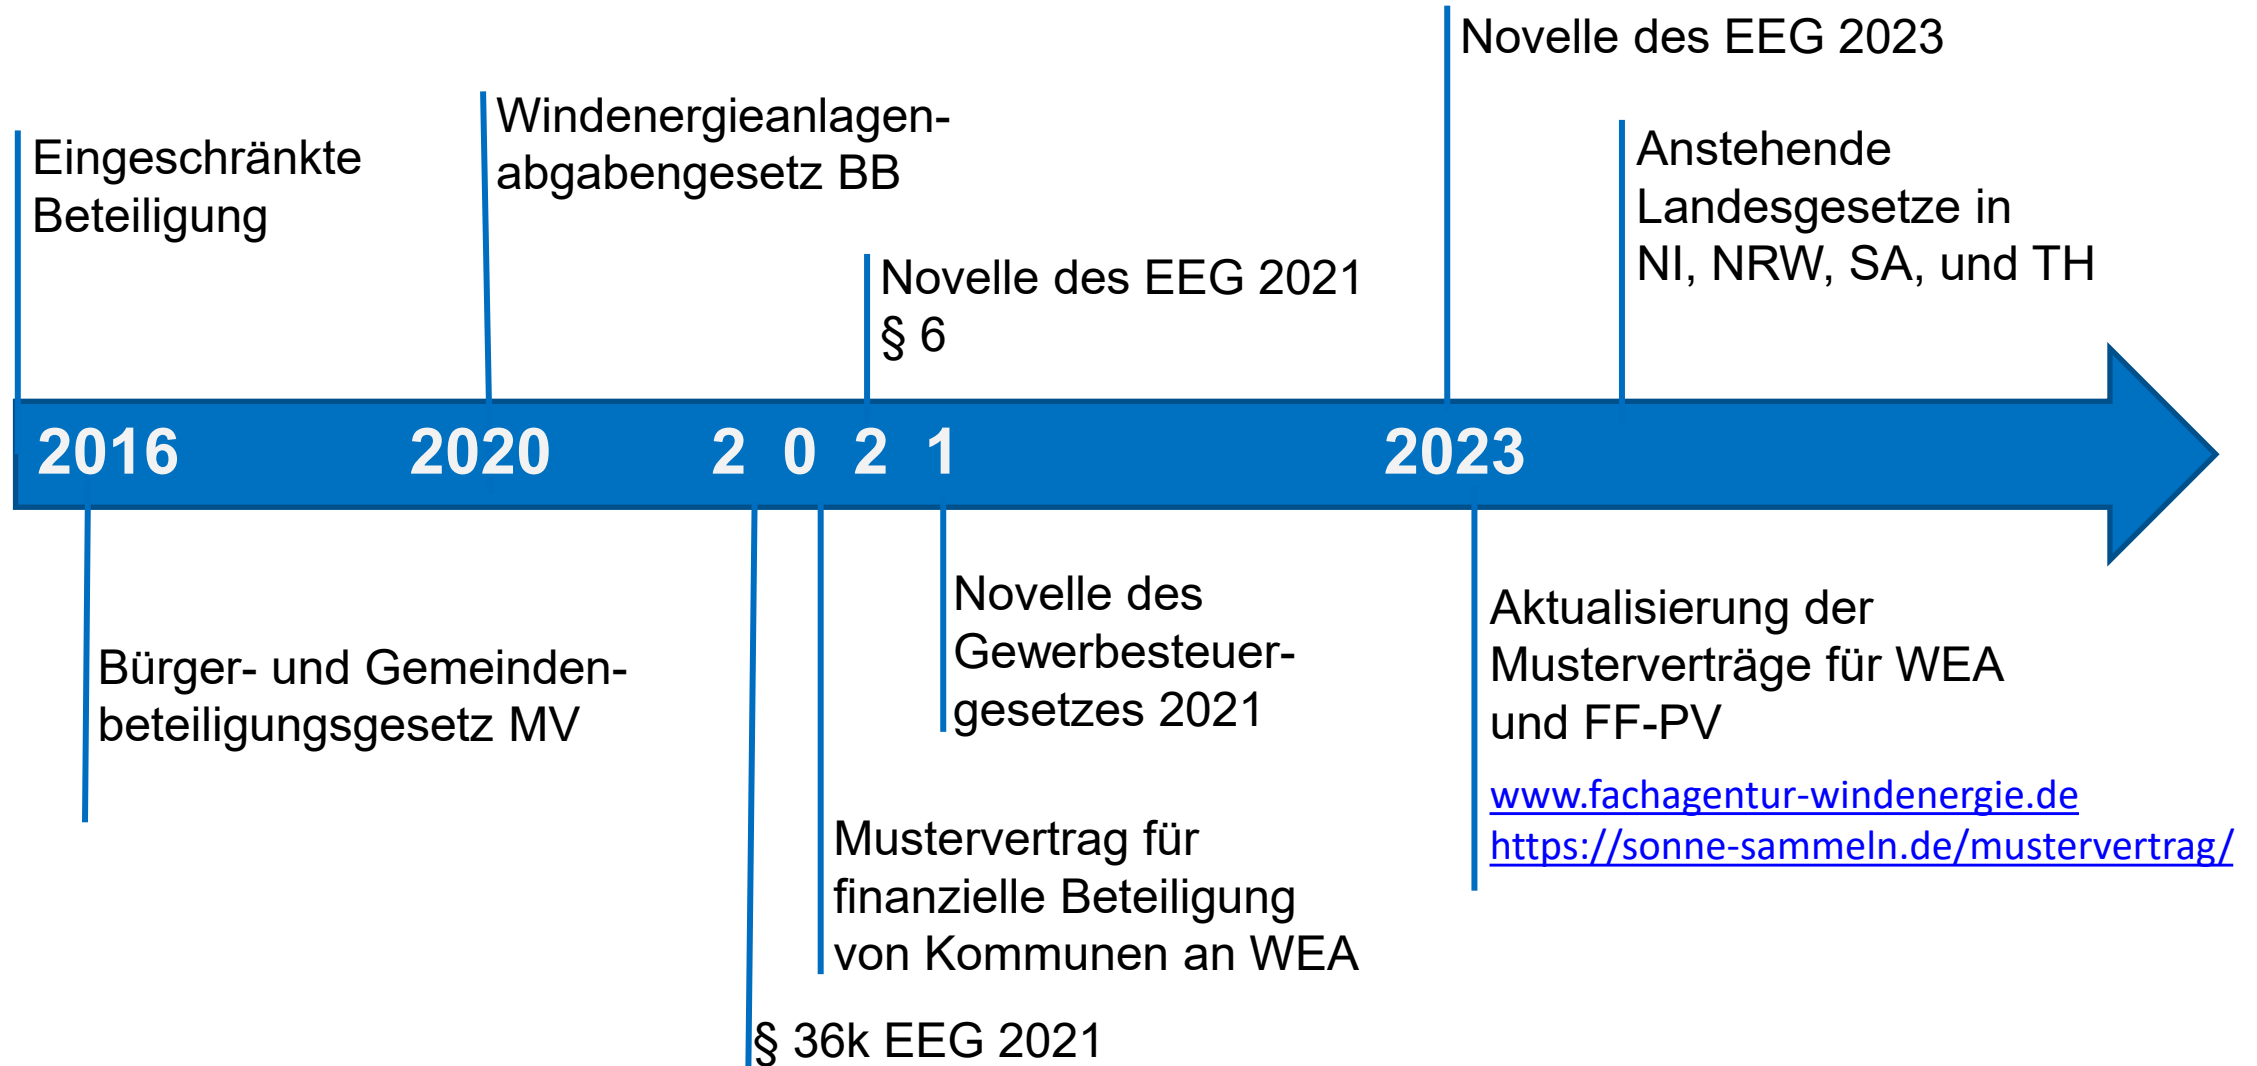 Novelle des EEG 2023
Windenergieanlagen-
abgabengesetz BB
Eingeschränkte
Beteiligung
Anstehende
Landesgesetze in
NI, NRW, SA, und TH
Novelle des EEG 2021
§ 6
2016
2020
2 0 2 1
2023
Bürger- und Gemeinden-
beteiligungsgesetz MV
Novelle des
Gewerbesteuer-
gesetzes 2021
Aktualisierung der
Musterverträge für WEA
und FF-PV
www.fachagentur-windenergie.de
https://sonne-sammeln.de/mustervertrag/
Mustervertrag für
finanzielle Beteiligung
von Kommunen an WEA
§ 36k EEG 2021